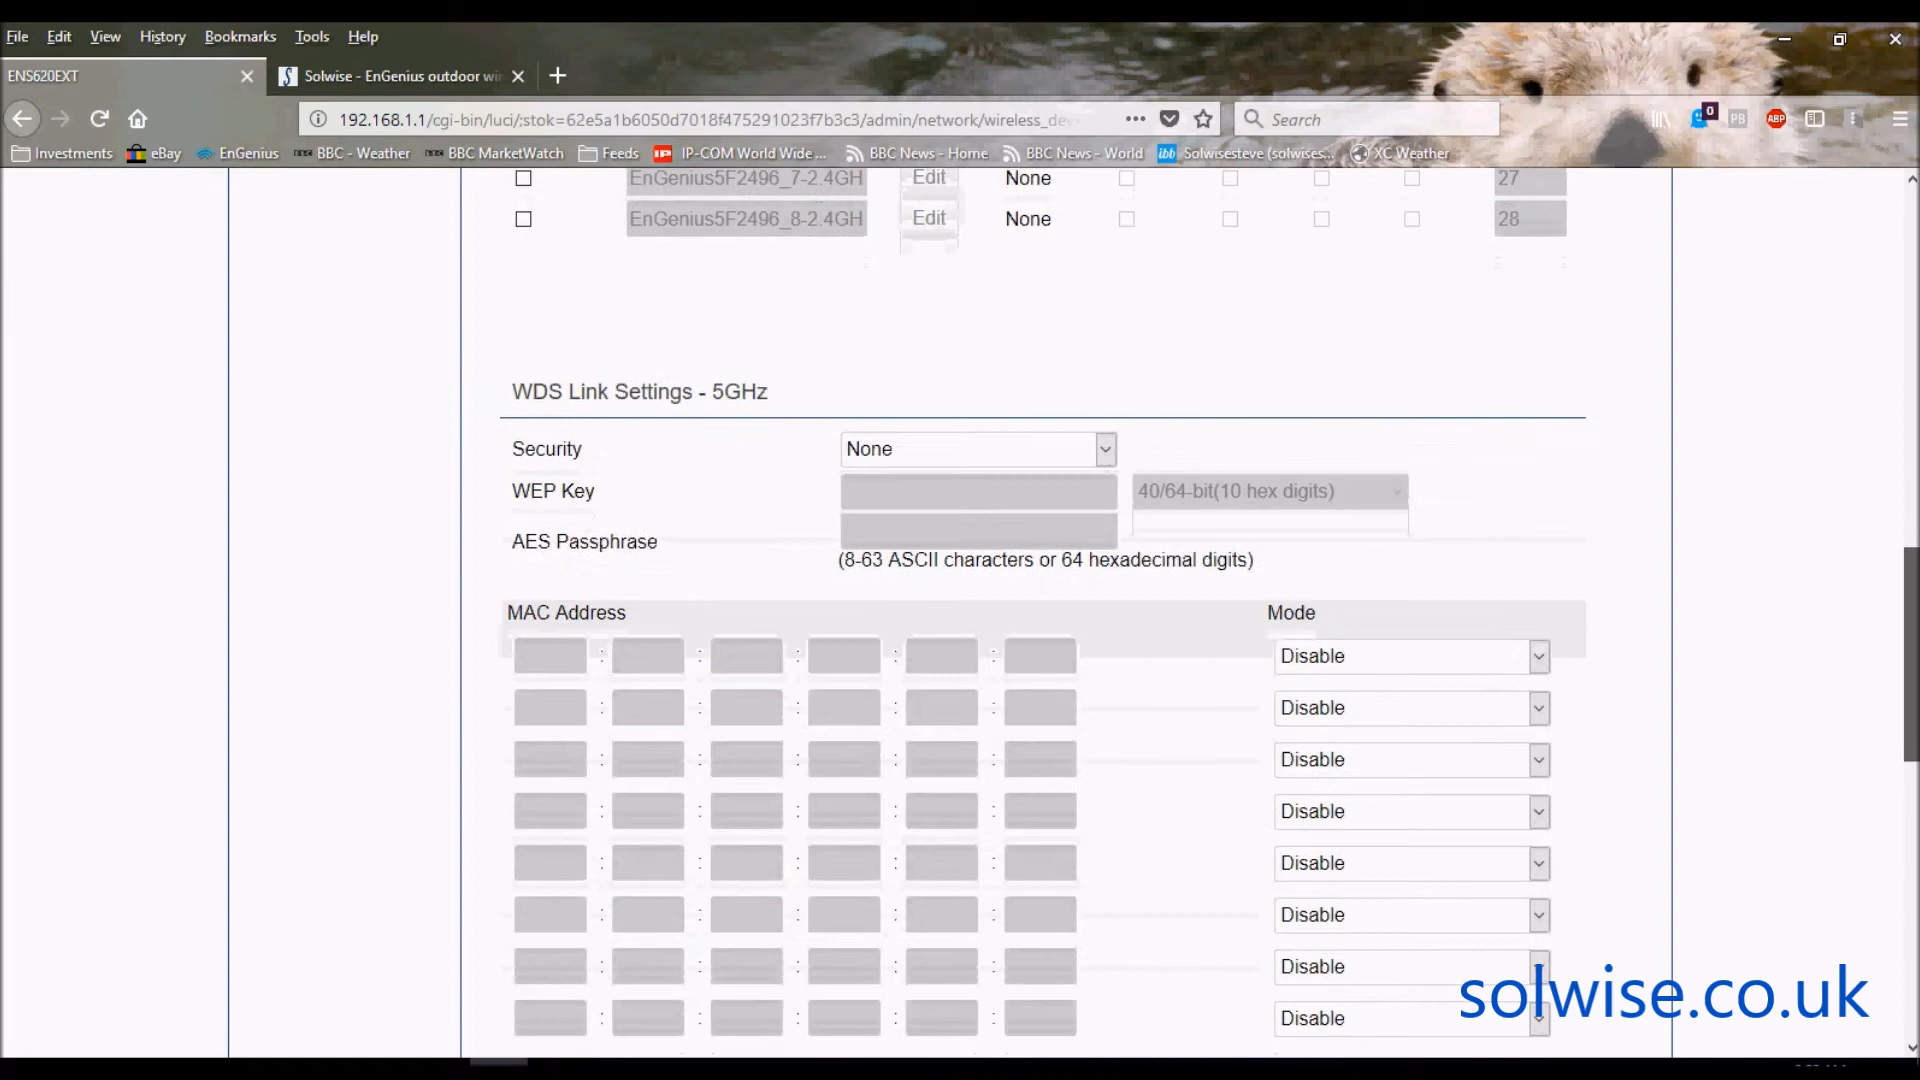 File Edit View History Bookmarks Tools Help
ENS620EXT
Solwise - EnGenius outdoor wi
192.168.1.1/cgi-bin/luci/;stok=62e5a1b6050d7018f475291023f7b3c3/admin/network/wireless_de
Search
0
PB
ABP
Investments eBay EnGenius BBC - Weather BBC MarketWatch Feeds IP-COM World Wide ... BBC News - Home BBC News - World Solwisesteve (solwises... XC Weather
EnGenius5F2496_7-2.4GH Edit None 27
EnGenius5F2496_8-2.4GH Edit None 28
WDS Link Settings - 5GHz
Security None
WEP Key 40/64-bit(10 hex digits)
AES Passphrase
(8-63 ASCII characters or 64 hexadecimal digits)
MAC Address Mode
: : : : : Disable
: : : : : Disable
: : : : : Disable
: : : : : Disable
: : : : : Disable
: : : : : Disable
: : : : : Disable
: : : : : Disable
solwise.co.uk